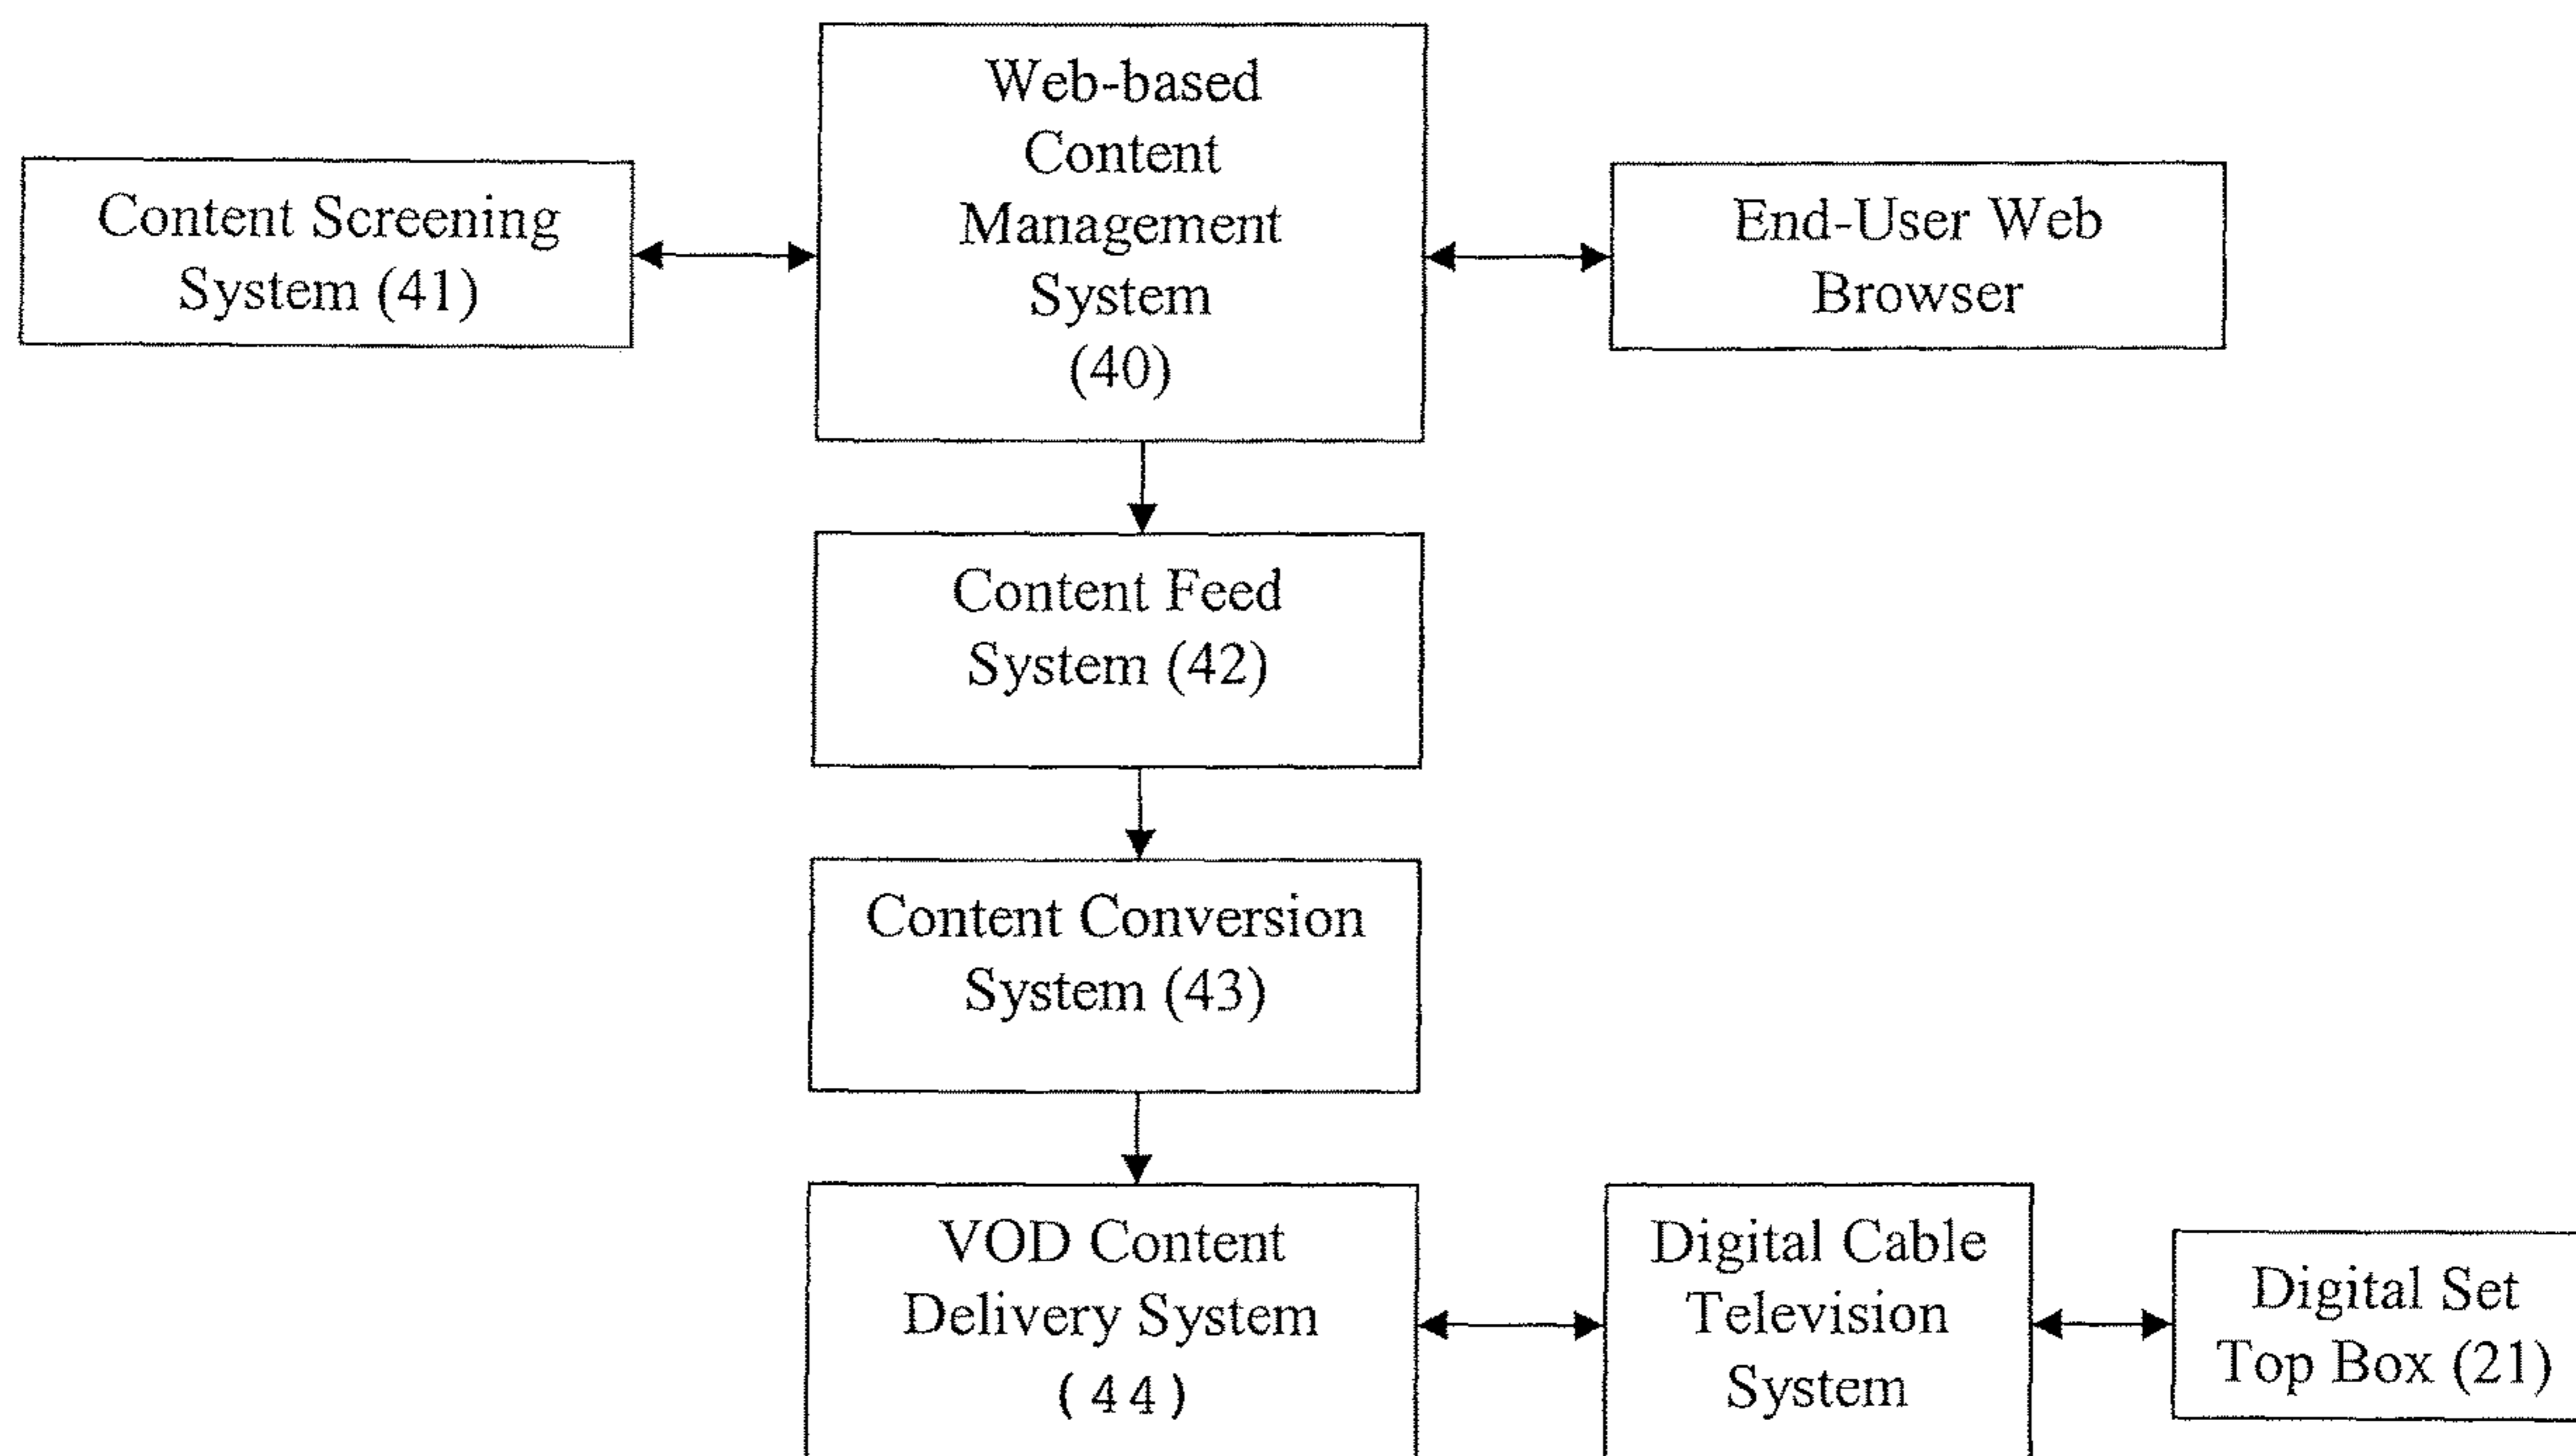 Web-based
Content
Management
System
(40)
Content Screening
System (41)
End-User Web
Browser
Content Feed
System (42)
Content Conversion
System (43)
VOD Content
Delivery System
(44)
Digital Cable
Television
System
Digital Set
Top Box (21)